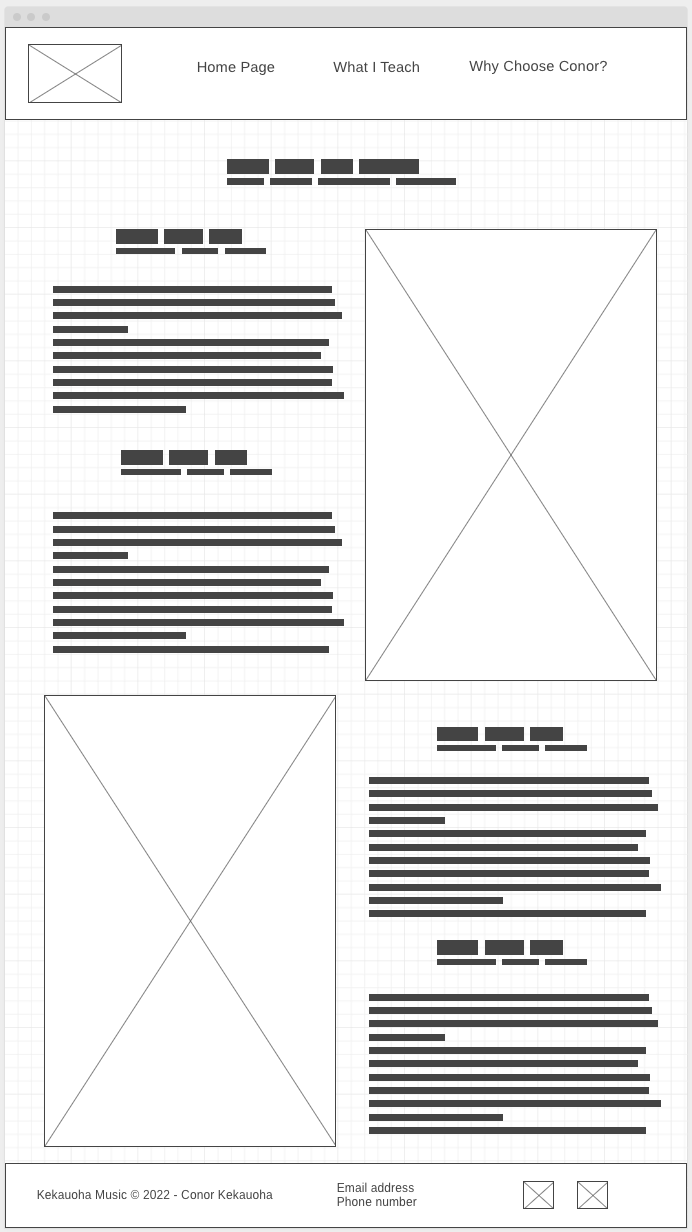 Home Page
What I Teach
Why Choose Conor?
Kekauoha Music © 2022 - Conor Kekauoha
Email address
Phone number